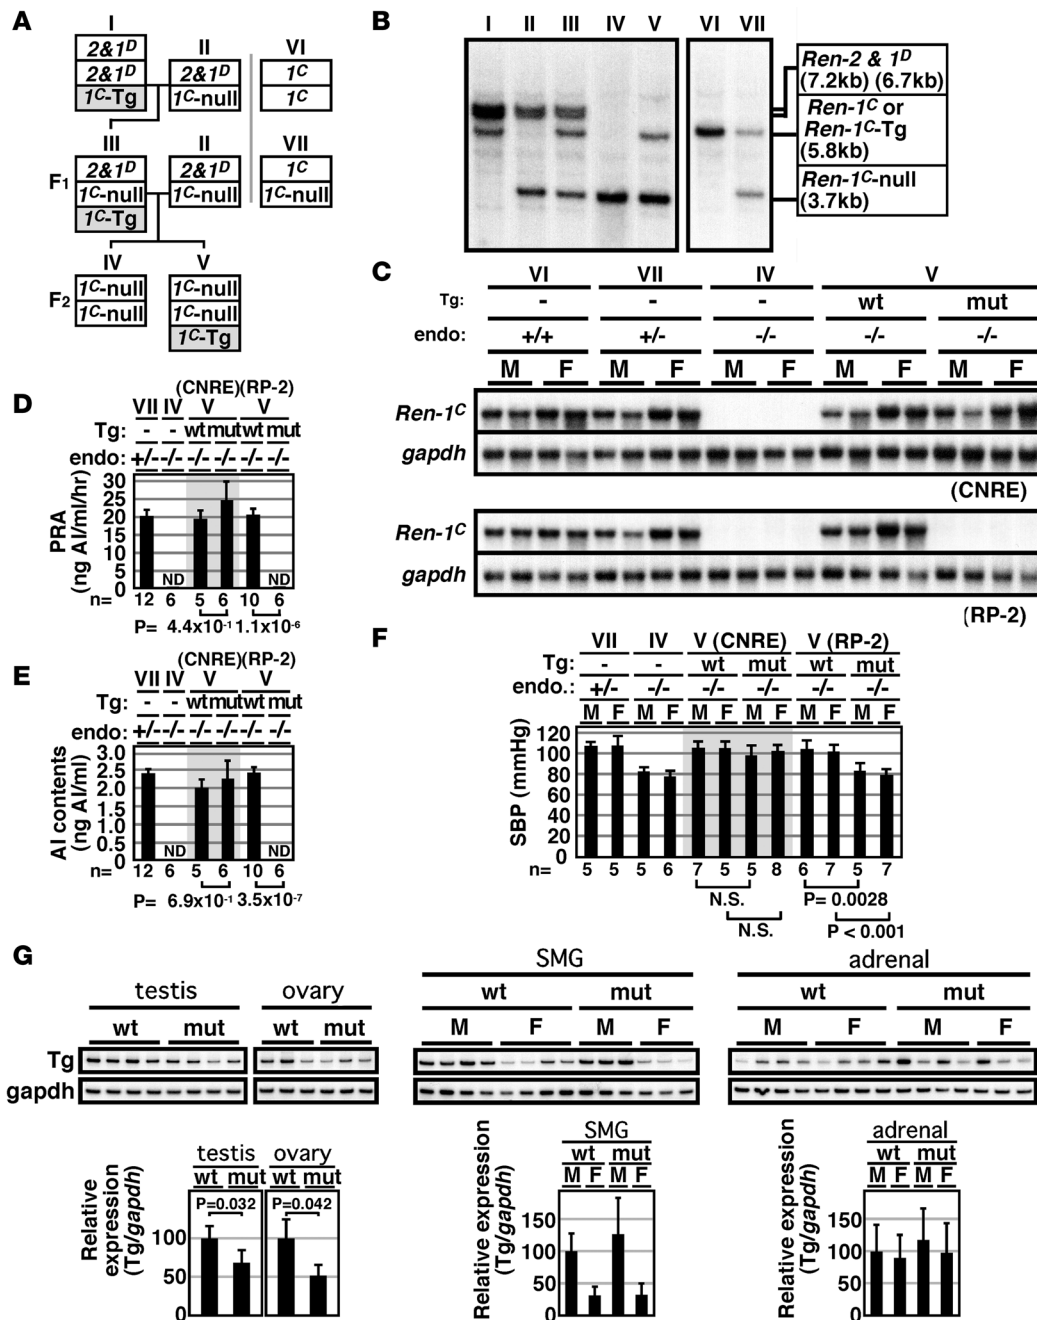 A
I
2&1D
2&1D
1C-Tg
II
2&1D
1C-null
VI
1C
1C
F1
III
2&1D
1C-null
1C-Tg
II
2&1D
1C-null
VII
1C
1C-null
F2
IV
1C-null
1C-null
V
1C-null
1C-null
1C-Tg
B
I II III IV V VI VII
Ren-2 & 1D
(7.2kb) (6.7kb)
Ren-1C or
Ren-1C-Tg
(5.8kb)
Ren-1C-null
(3.7kb)
C
VI VII IV V
Tg: - - - wt mut
endo: +/+ +/- -/- -/- -/-
M F M F M F M F M F
Ren-1C
gapdh
(CNRE)
Ren-1C
gapdh
(RP-2)
D
(CNRE)(RP-2)
VII IV V V
Tg: - - wt mut wt mut
endo: +/- -/- -/- -/- -/- -/-
PRA
(ng AI/ml/hr)
30
25
20
15
10
5
0
ND ND
n= 12 6 5 6 10 6
P= 4.4x10-1 1.1x10-6
E
(CNRE)(RP-2)
VII IV V V
Tg: - - wt mut wt mut
endo: +/- -/- -/- -/- -/- -/-
AI contents
(ng AI/ml)
3.0
2.5
2.0
1.5
1.0
0.5
0
ND ND
n= 12 6 5 6 10 6
P= 6.9x10-1 3.5x10-7
F
VII IV V (CNRE) V (RP-2)
Tg: - - wt mut wt mut
endo.: +/- -/- -/- -/- -/- -/-
M F M F M F M F M F M F
SBP (mmHg)
120
100
80
60
40
20
0
n= 5 5 5 6 7 5 5 8 6 7 5 7
N.S. P= 0.0028
N.S. P < 0.001
G
testis ovary SMG adrenal
wt mut wt mut wt mut wt mut
M F M F M F M F
Tg
gapdh
testis ovary
wt mut wt mut
P=0.032 P=0.042
Relative
expression
(Tg/gapdh)
100
50
0
SMG
wt mut
M F M F
Relative expression
(Tg/gapdh)
150
100
50
0
adrenal
wt mut
M F M F
Relative expression
(Tg/gapdh)
150
100
50
0